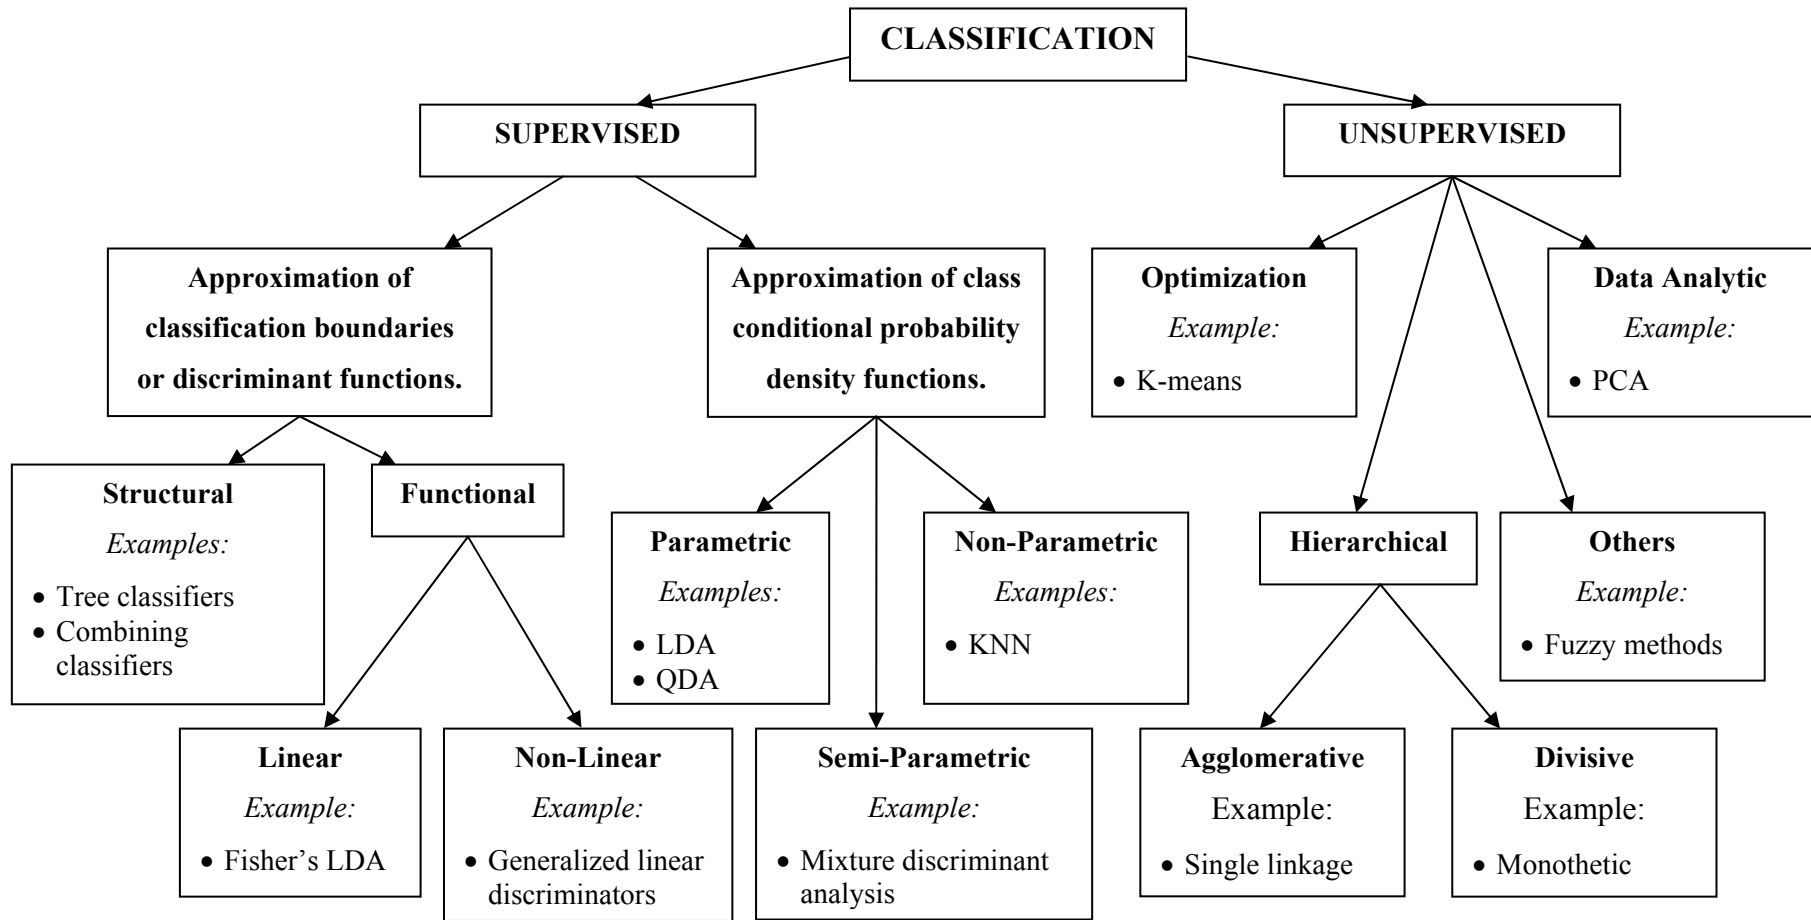 CLASSIFICATION
SUPERVISED
UNSUPERVISED
Approximation of
classification boundaries
or discriminant functions.
Approximation of class
conditional probability
density functions.
Optimization
Example:
• K-means
Data Analytic
Example:
• PCA
Structural
Examples:
• Tree classifiers
• Combining
classifiers
Functional
Parametric
Examples:
• LDA
• QDA
Non-Parametric
Examples:
• KNN
Hierarchical
Others
Example:
• Fuzzy methods
Linear
Example:
• Fisher’s LDA
Non-Linear
Example:
• Generalized linear
discriminators
Semi-Parametric
Example:
• Mixture discriminant
analysis
Agglomerative
Example:
• Single linkage
Divisive
Example:
• Monothetic